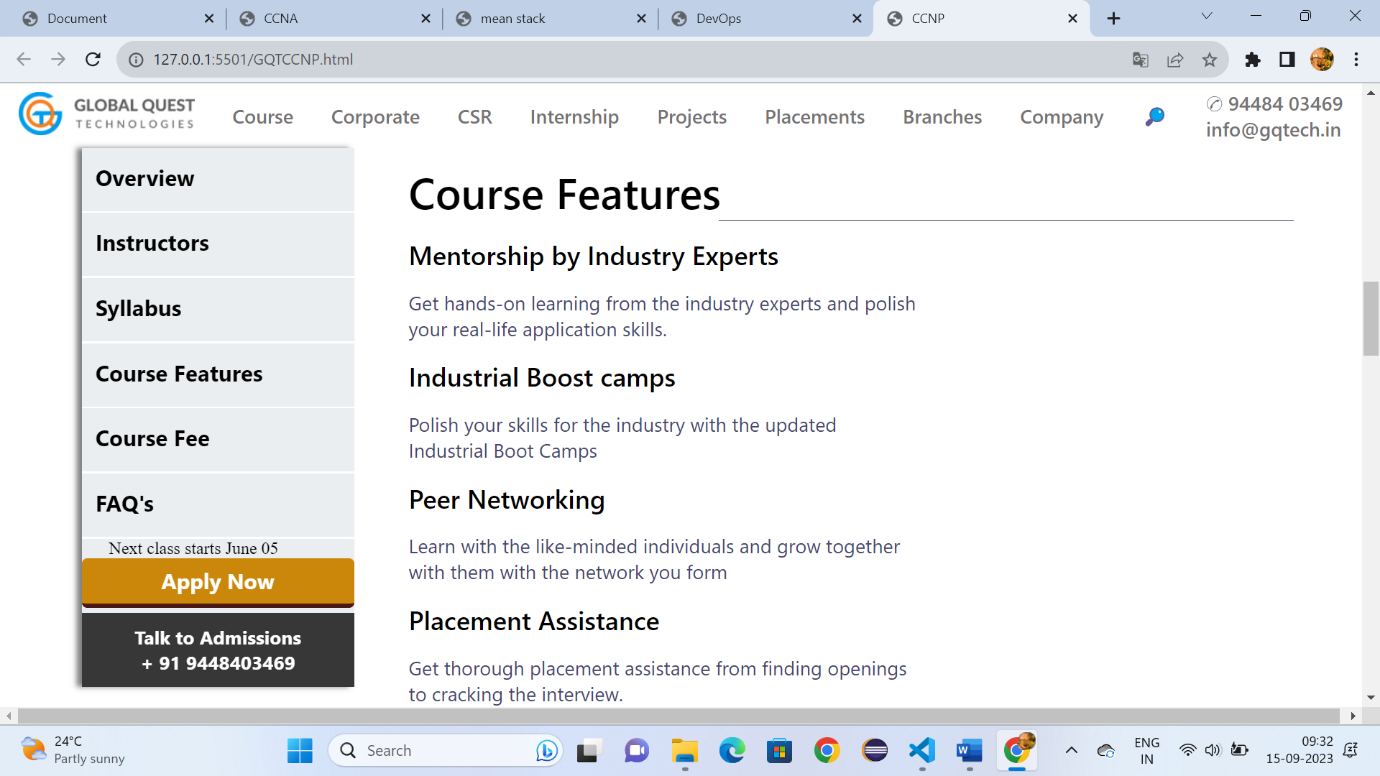 Document
CCNA
mean stack
DevOps
CCNP
127.0.0.1:5501/GQTCCNP.html
GLOBAL QUEST
TECHNOLOGIES
Course
Corporate
CSR
Internship
Projects
Placements
Branches
Company
94484 03469
info@gqtech.in
Overview
Instructors
Syllabus
Course Features
Course Fee
FAQ's
Next class starts June 05
Apply Now
Talk to Admissions
+ 91 9448403469
Course Features
Mentorship by Industry Experts
Get hands-on learning from the industry experts and polish
your real-life application skills.
Industrial Boost camps
Polish your skills for the industry with the updated
Industrial Boot Camps
Peer Networking
Learn with the like-minded individuals and grow together
with them with the network you form
Placement Assistance
Get thorough placement assistance from finding openings
to cracking the interview.
24°C
Partly sunny
Search
ENG
IN
09:32
15-09-2023